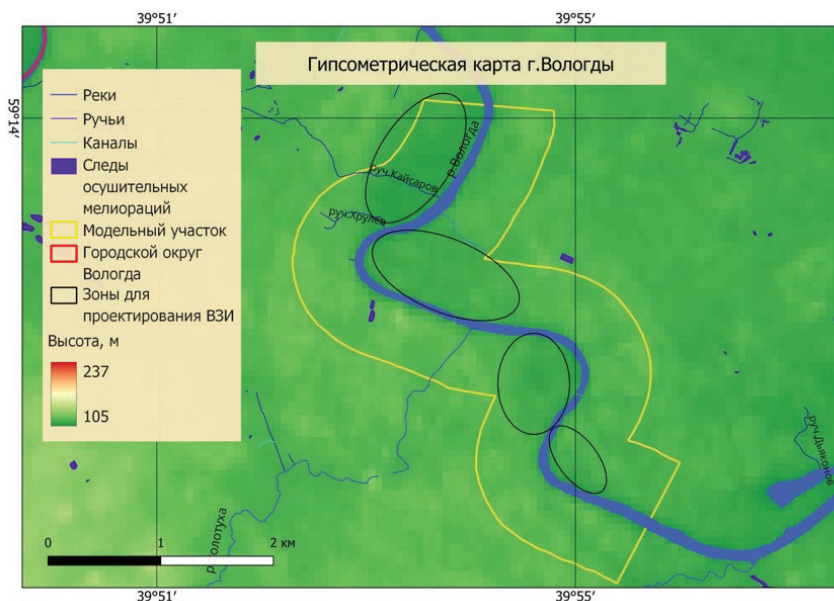 39°51′ 39°55′
Гипсометрическая карта г.Вологды
59°14′
Реки
Ручьи
Каналы
Следы
осушительных
мелиораций
Модельный участок
Городской округ
Вологда
Зоны для
проектирования ВЗИ
Высота, м
237
105
р.Вологда
руч.Кайсаров
руч.Хрулёв
руч.Дьяконов
0 1 2 км
39°51′ 39°55′